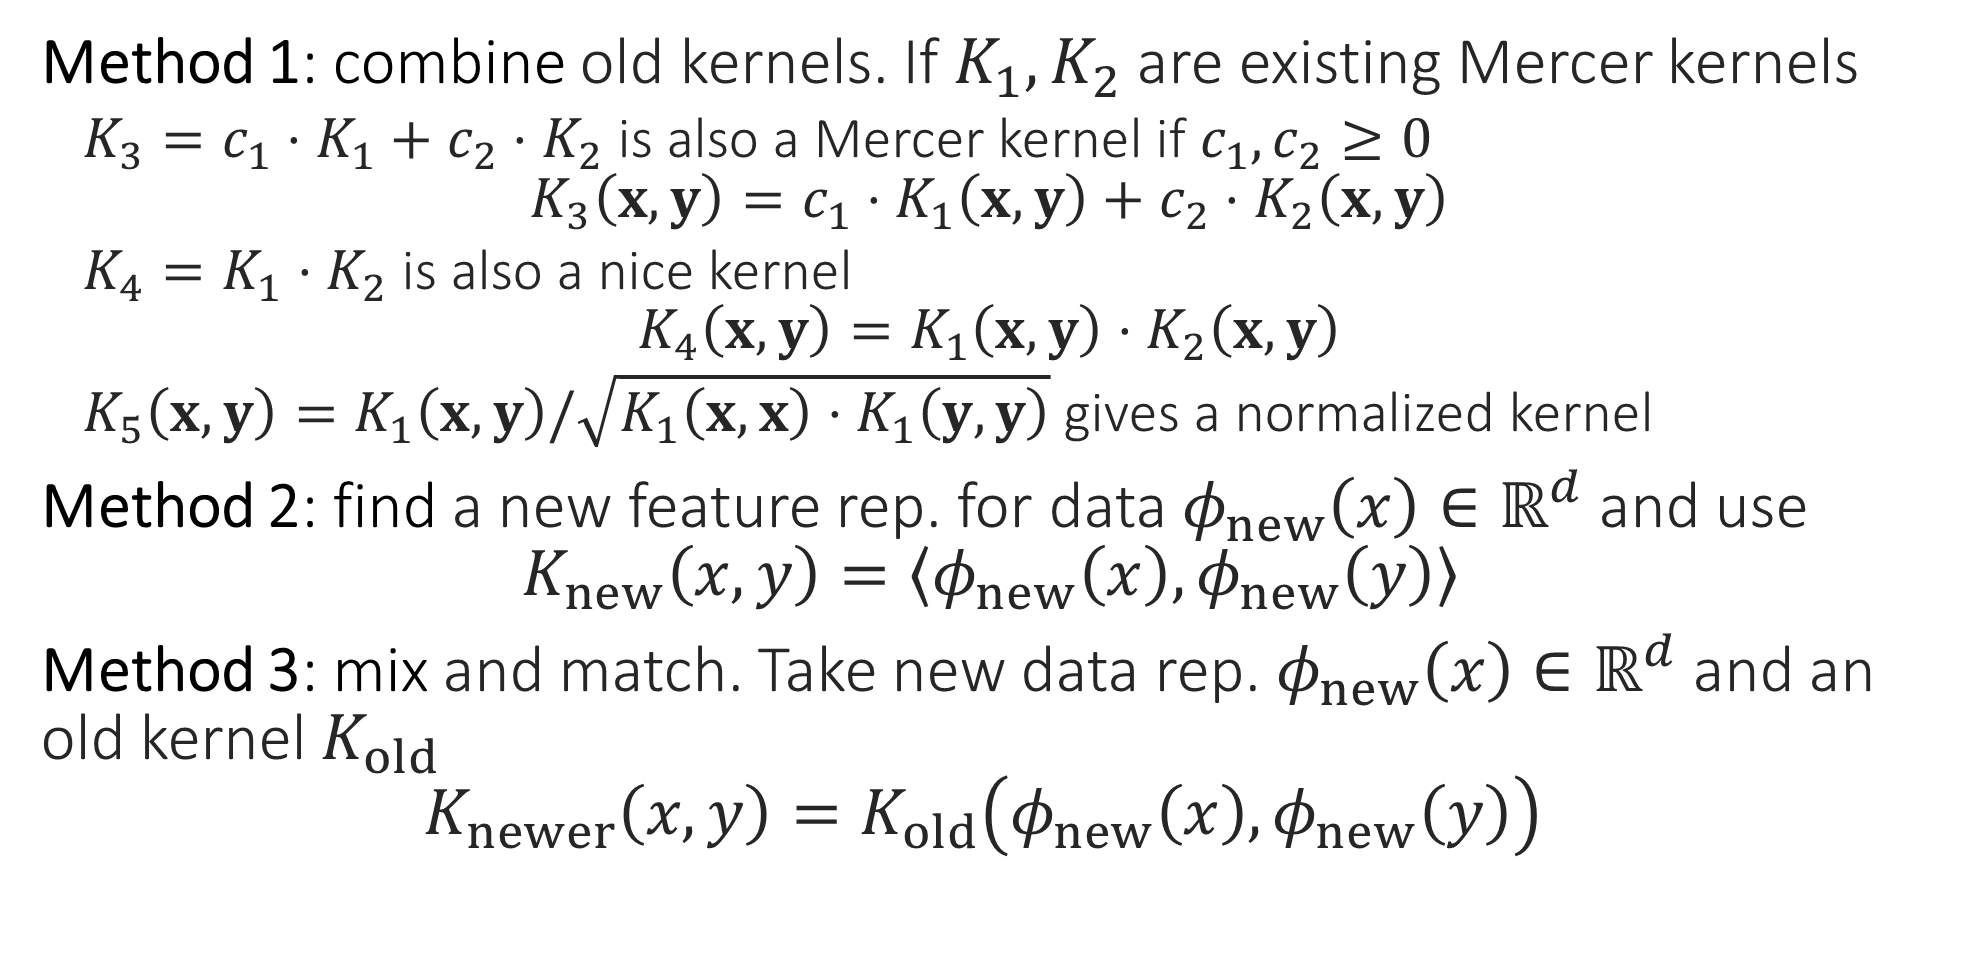 Method 1: combine old kernels. If K₁, K₂ are existing Mercer kernels
K₃ = c₁ · K₁ + c₂ · K₂ is also a Mercer kernel if c₁, c₂ ≥ 0
K₃(𝐱, 𝐲) = c₁ · K₁(𝐱, 𝐲) + c₂ · K₂(𝐱, 𝐲)
K₄ = K₁ · K₂ is also a nice kernel
K₄(𝐱, 𝐲) = K₁(𝐱, 𝐲) · K₂(𝐱, 𝐲)
K₅(𝐱, 𝐲) = K₁(𝐱, 𝐲)/√(K₁(𝐱, 𝐱) · K₁(𝐲, 𝐲)) gives a normalized kernel
Method 2: find a new feature rep. for data ϕ_new(x) ∈ ℝ^d and use
K_new(x, y) = ⟨ϕ_new(x), ϕ_new(y)⟩
Method 3: mix and match. Take new data rep. ϕ_new(x) ∈ ℝ^d and an
old kernel K_old
K_newer(x, y) = K_old(ϕ_new(x), ϕ_new(y))